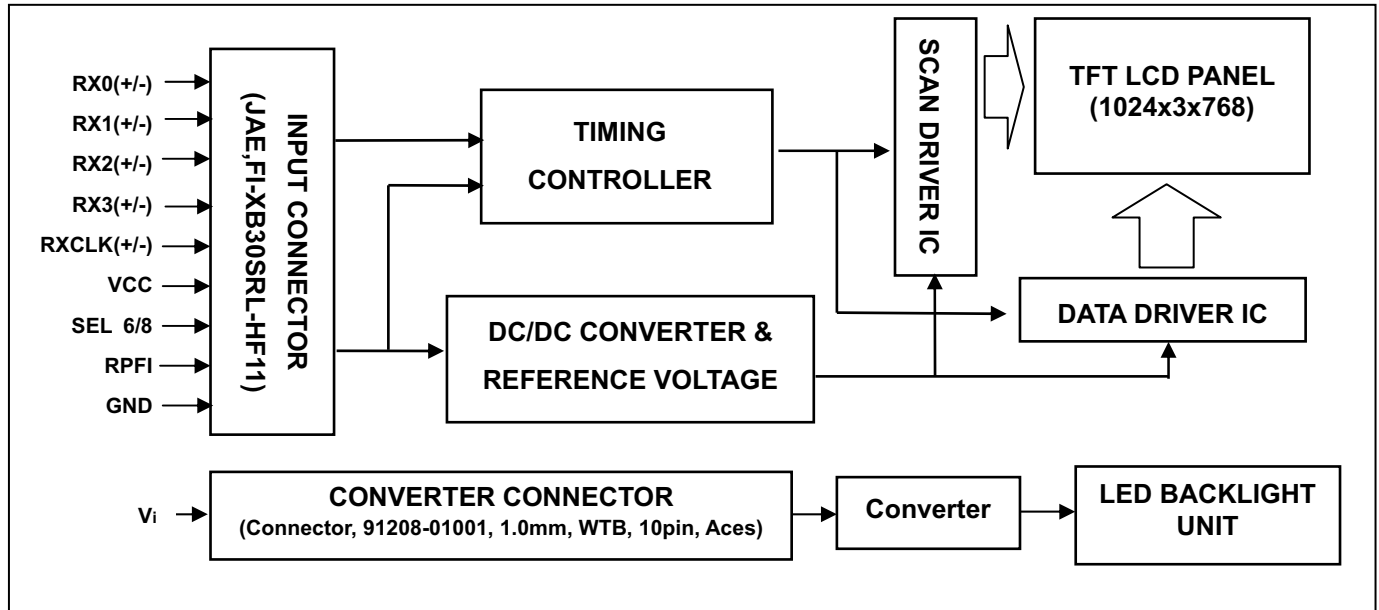 RX0(+/-)
RX1(+/-)
RX2(+/-)
RX3(+/-)
RXCLK(+/-)
VCC
SEL 6/8
RPFI
GND
INPUT CONNECTOR
(JAE,FI-XB30SRL-HF11)
TIMING
CONTROLLER
DC/DC CONVERTER &
REFERENCE VOLTAGE
SCAN DRIVER IC
TFT LCD PANEL
(1024x3x768)
DATA DRIVER IC
Vi
CONVERTER CONNECTOR
(Connector, 91208-01001, 1.0mm, WTB, 10pin, Aces)
Converter
LED BACKLIGHT
UNIT